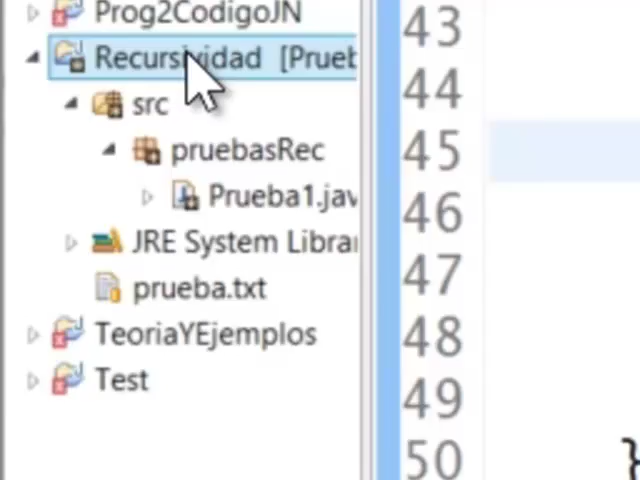 Prog2CodigoJN
Recursividad [Prueb
src
pruebasRec
Prueba1.jav
JRE System Librar
prueba.txt
TeoriaYEjemplos
Test
43
44
45
46
47
48
49
50 }